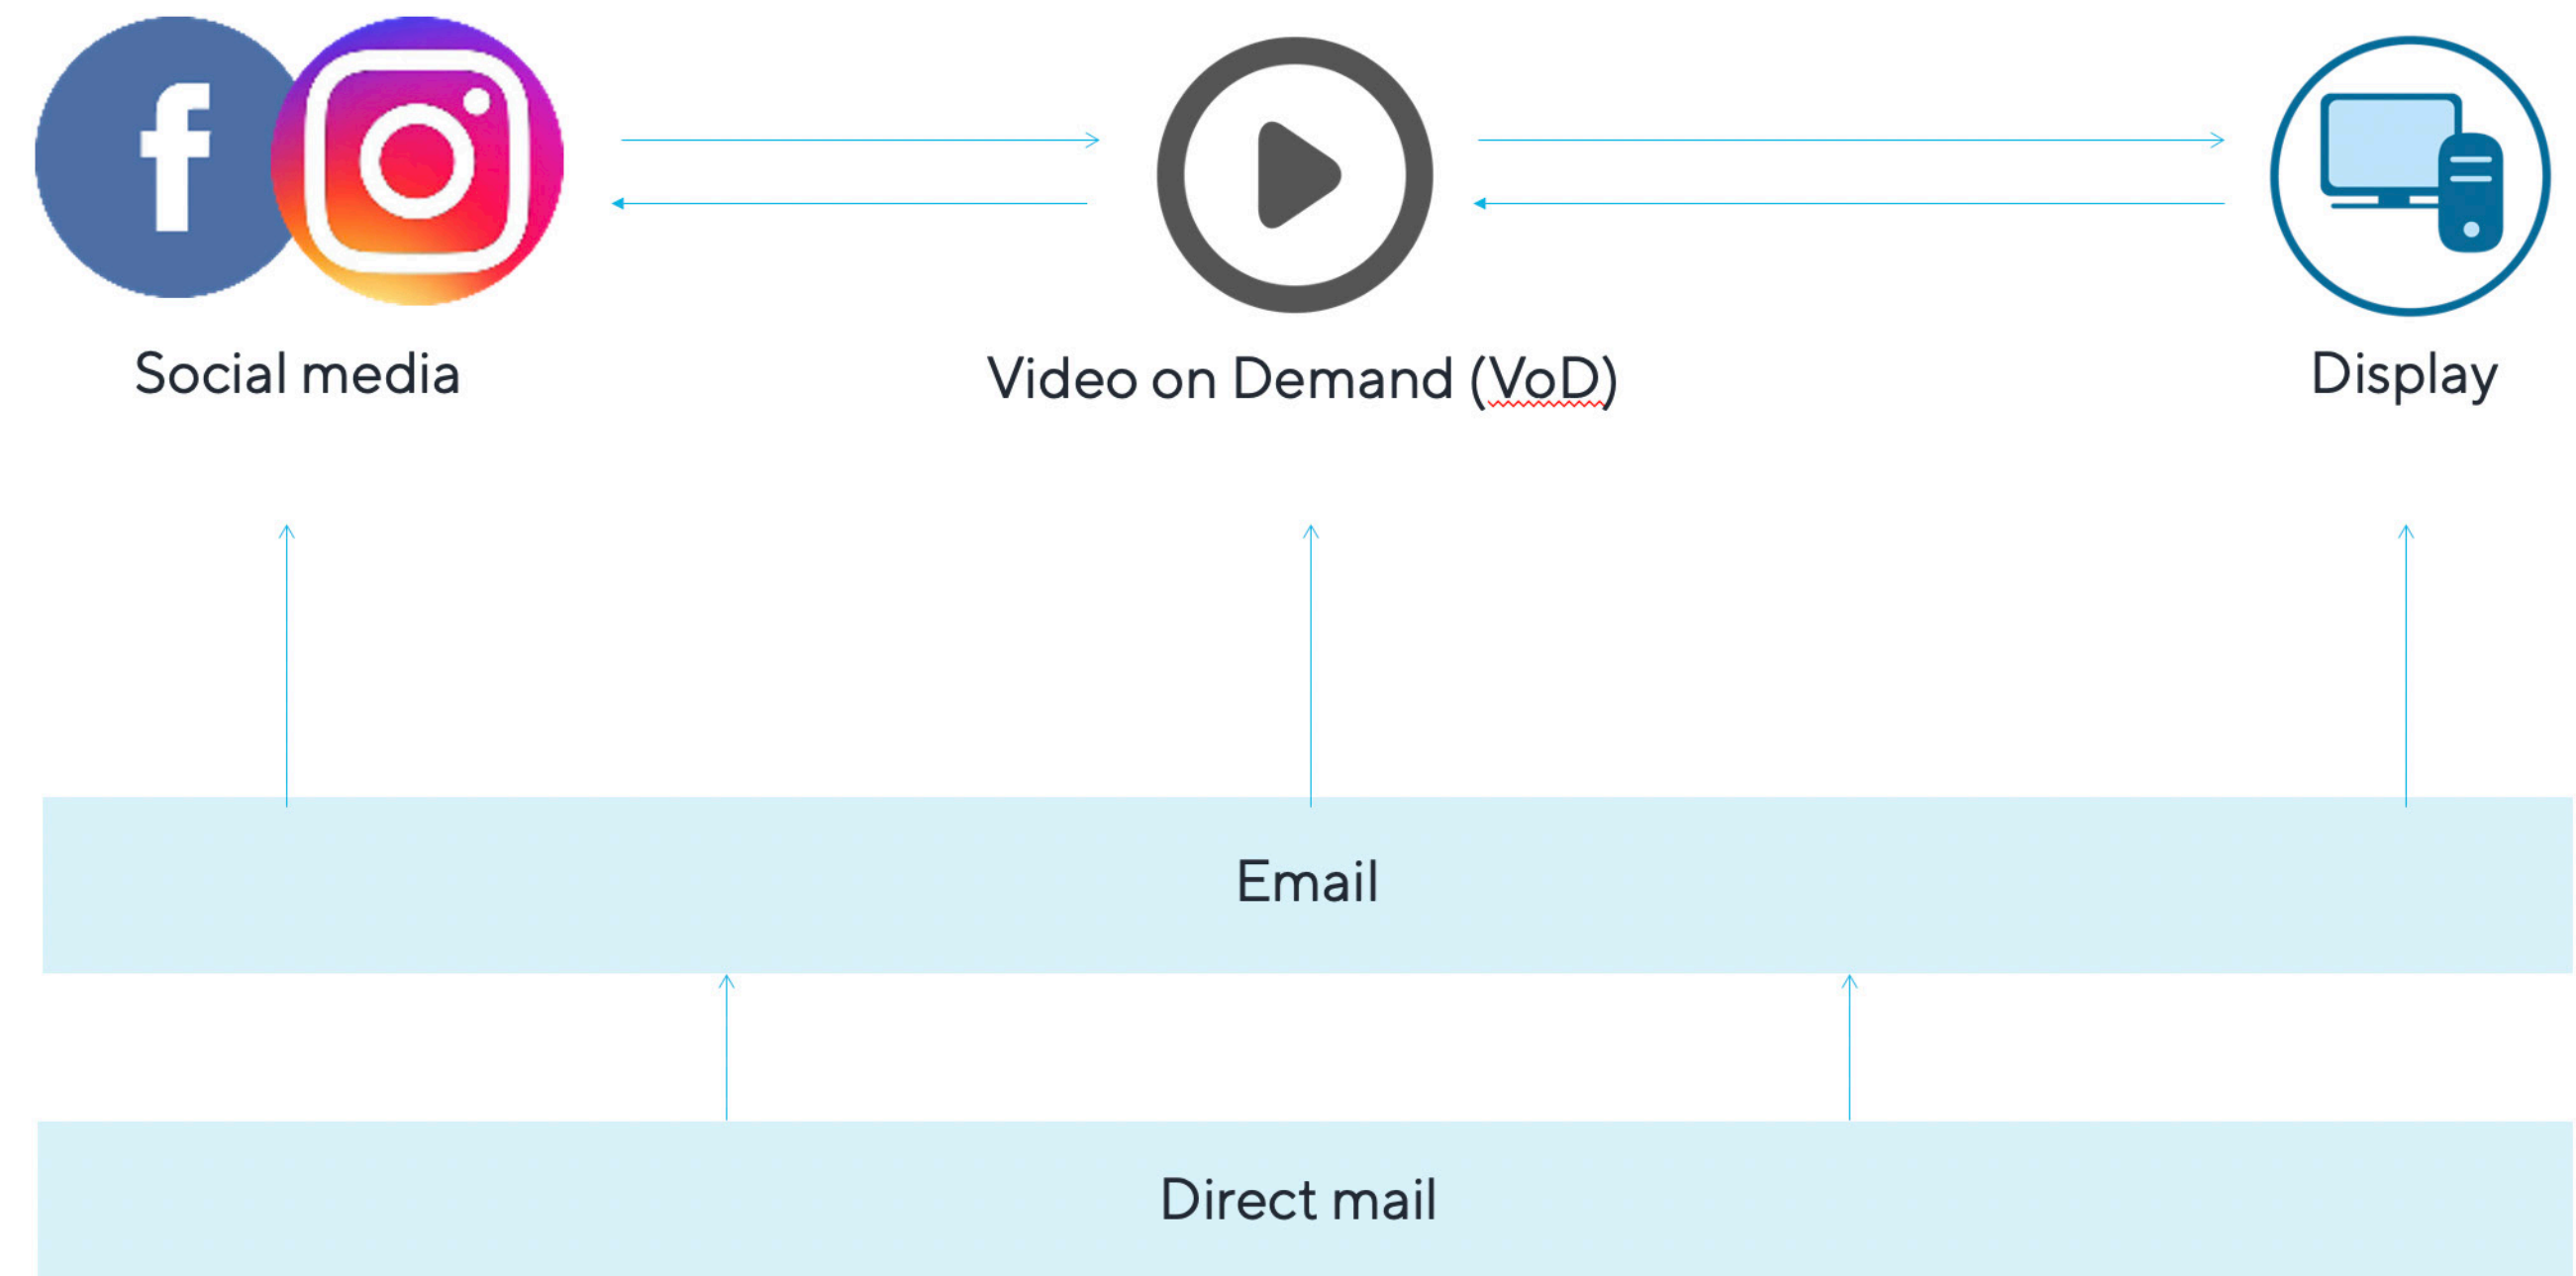 Social media
Video on Demand (VoD)
Display
Email
Direct mail